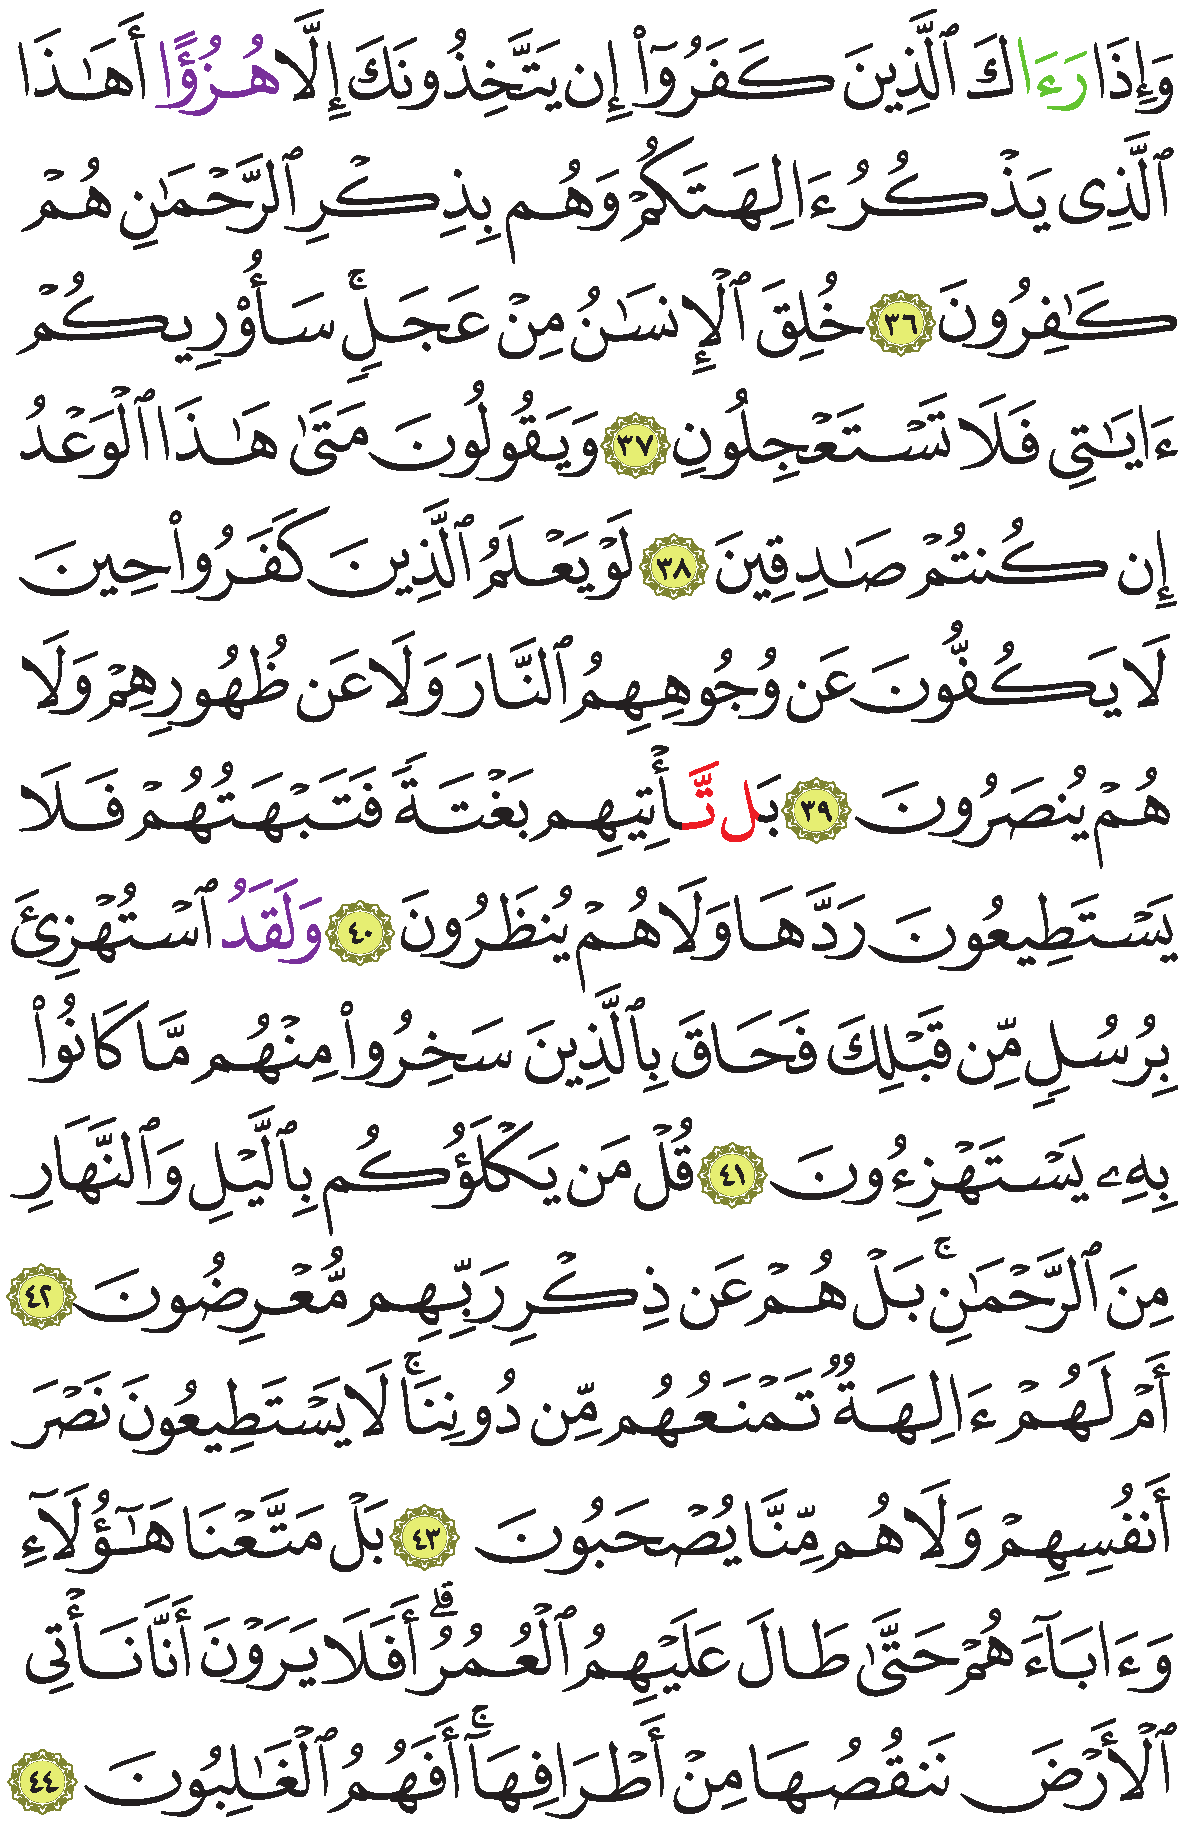 وَإِذَا رَءَاكَ ٱلَّذِينَ كَفَرُوٓا۟ إِن يَتَّخِذُونَكَ إِلَّا هُزُؤًا أَهَـٰذَا
ٱلَّذِى يَذْكُرُ ءَالِهَتَكُمْ وَهُم بِذِكْرِ ٱلرَّحْمَـٰنِ هُمْ
كَـٰفِرُونَ ٣٦ خُلِقَ ٱلْإِنسَـٰنُ مِنْ عَجَلٍ ۚ سَأُو۟رِيكُمْ
ءَايَـٰتِى فَلَا تَسْتَعْجِلُونِ ٣٧ وَيَقُولُونَ مَتَىٰ هَـٰذَا ٱلْوَعْدُ
إِن كُنتُمْ صَـٰدِقِينَ ٣٨ لَوْ يَعْلَمُ ٱلَّذِينَ كَفَرُوا۟ حِينَ
لَا يَكُفُّونَ عَن وُجُوهِهِمُ ٱلنَّارَ وَلَا عَن ظُهُورِهِمْ وَلَا
هُمْ يُنصَرُونَ ٣٩ بَل تَّأْتِيهِم بَغْتَةً فَتَبْهَتُهُمْ فَلَا
يَسْتَطِيعُونَ رَدَّهَا وَلَا هُمْ يُنظَرُونَ ٤٠ وَلَقَدُ ٱسْتُهْزِئَ
بِرُسُلٍ مِّن قَبْلِكَ فَحَاقَ بِٱلَّذِينَ سَخِرُوا۟ مِنْهُم مَّا كَانُوا۟
بِهِۦ يَسْتَهْزِءُونَ ٤١ قُلْ مَن يَكْلَؤُكُم بِٱلَّيْلِ وَٱلنَّهَارِ
مِنَ ٱلرَّحْمَـٰنِ ۚ بَلْ هُمْ عَن ذِكْرِ رَبِّهِم مُّعْرِضُونَ ٤٢
أَمْ لَهُمْ ءَالِهَةٌ تَمْنَعُهُم مِّن دُونِنَا ۚ لَا يَسْتَطِيعُونَ نَصْرَ
أَنفُسِهِمْ وَلَا هُم مِّنَّا يُصْحَبُونَ ٤٣ بَلْ مَتَّعْنَا هَـٰٓؤُلَآءِ
وَءَابَآءَهُمْ حَتَّىٰ طَالَ عَلَيْهِمُ ٱلْعُمُرُ ۗ أَفَلَا يَرَوْنَ أَنَّا نَأْتِى
ٱلْأَرْضَ نَنقُصُهَا مِنْ أَطْرَافِهَآ ۚ أَفَهُمُ ٱلْغَـٰلِبُونَ ٤٤